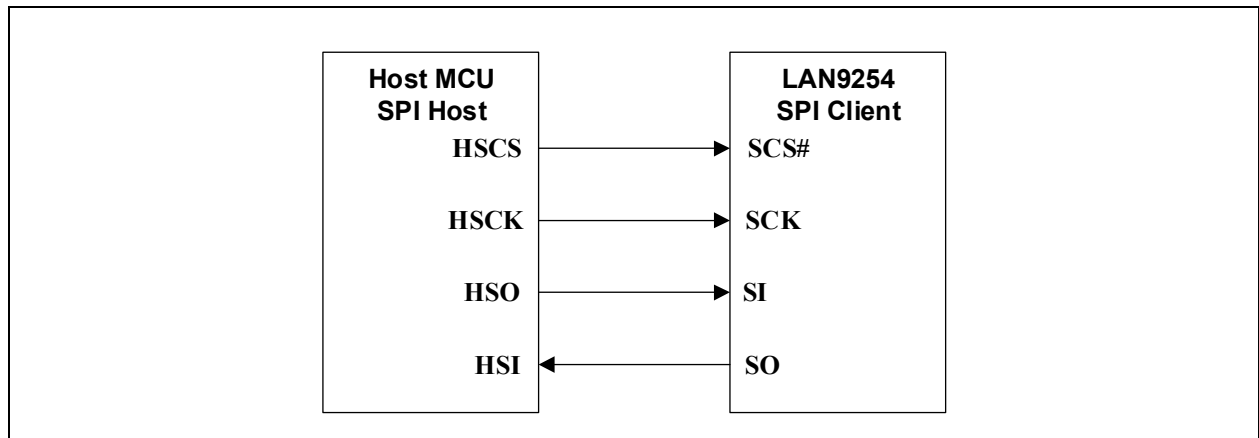 Host MCU
SPI Host
LAN9254
SPI Client
HSCS
SCS#
HSCK
SCK
HSO
SI
HSI
SO